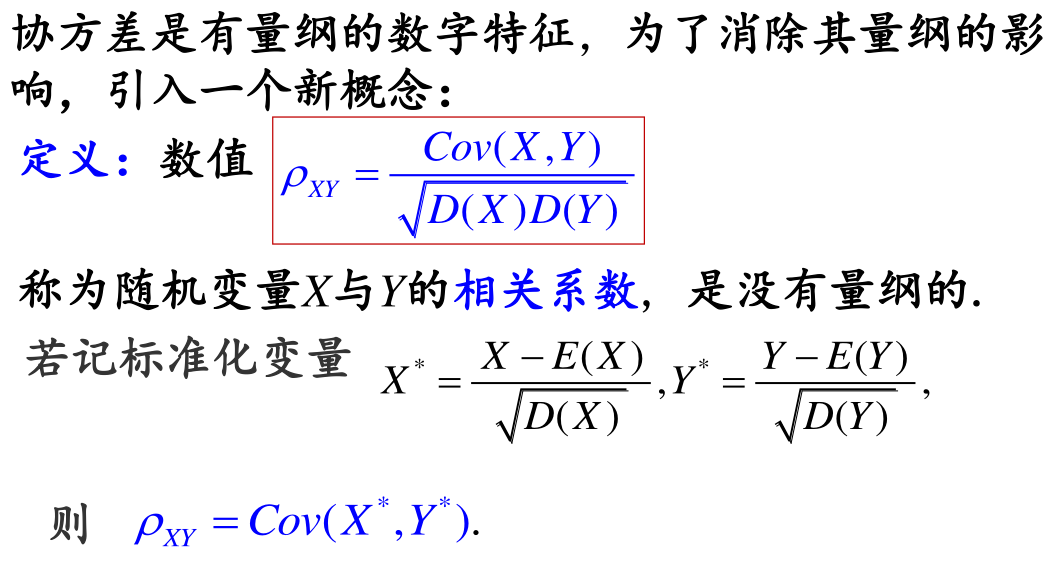 协方差是有量纲的数字特征，为了消除其量纲的影
响，引入一个新概念：
定义：数值 $\rho_{XY} = \frac{Cov(X,Y)}{\sqrt{D(X)D(Y)}}$
称为随机变量X与Y的相关系数，是没有量纲的.
若记标准化变量 $X^* = \frac{X-E(X)}{\sqrt{D(X)}}, Y^* = \frac{Y-E(Y)}{\sqrt{D(Y)}},$
则 $\rho_{XY} = Cov(X^*,Y^*).$